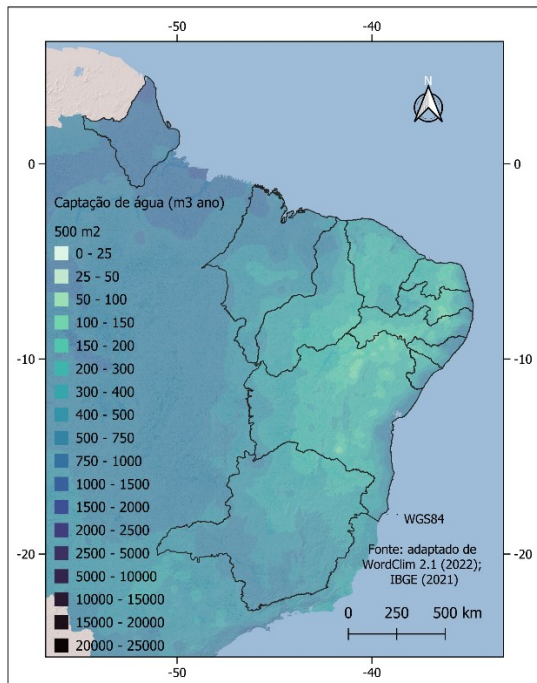 -50 -40
N
0 0
Captação de água (m3 ano)
500 m2
0 - 25
25 - 50
50 - 100
100 - 150
150 - 200
200 - 300
300 - 400
400 - 500
500 - 750
750 - 1000
1000 - 1500
1500 - 2000
2000 - 2500
2500 - 5000
5000 - 10000
10000 - 15000
15000 - 20000
20000 - 25000
-10 -10
WGS84
-20 -20
Fonte: adaptado de
WordClim 2.1 (2022);
IBGE (2021)
0 250 500 km
-50 -40